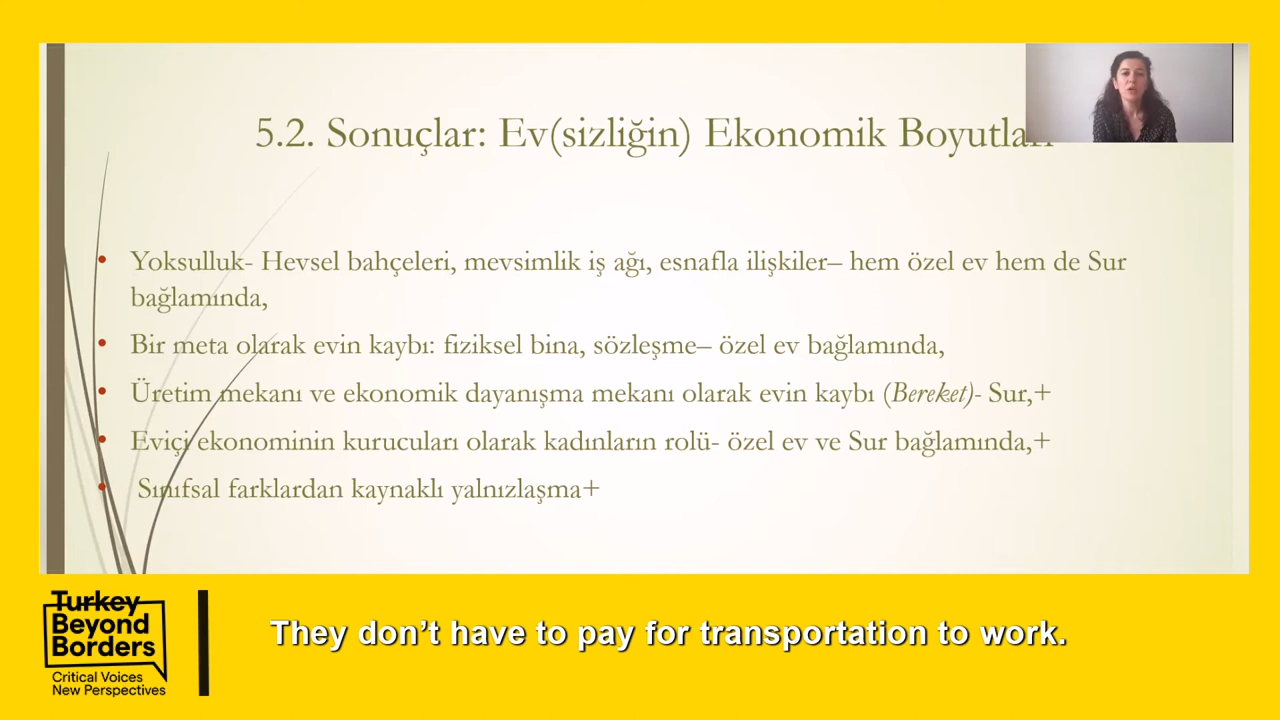 5.2. Sonuçlar: Ev(sizliğin) Ekonomik Boyutları
• Yoksulluk- Hevsel bahçeleri, mevsimlik iş ağı, esnafla ilişkiler– hem özel ev hem de Sur
bağlamında,
• Bir meta olarak evin kaybı: fiziksel bina, sözleşme– özel ev bağlamında,
• Üretim mekanı ve ekonomik dayanışma mekanı olarak evin kaybı (Bereket)- Sur,+
• Eviçi ekonominin kurucuları olarak kadınların rolü- özel ev ve Sur bağlamında,+
• Sınıfsal farklardan kaynaklı yalnızlaşma+
Turkey
Beyond
Borders
Critical Voices
New Perspectives
They don't have to pay for transportation to work.